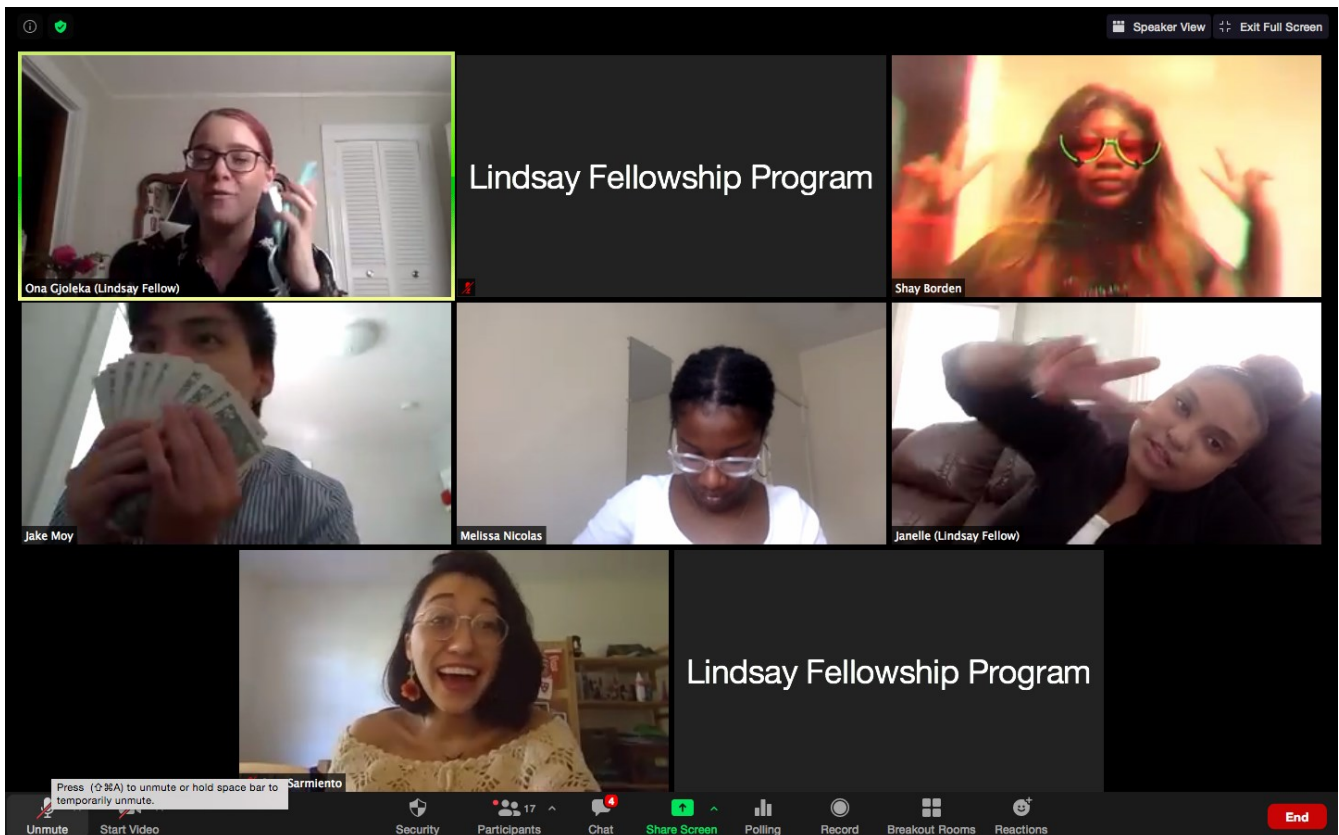 Speaker View
Exit Full Screen
Ona Gjoleka (Lindsay Fellow)
Lindsay Fellowship Program
Shay Borden
Jake Moy
Melissa Nicolas
Janelle (Lindsay Fellow)
Sarmiento
Lindsay Fellowship Program
Press (⇧⌘A) to unmute or hold space bar to
temporarily unmute.
Unmute
Start Video
Security
Participants
17
Chat
4
Share Screen
Polling
Record
Breakout Rooms
Reactions
End